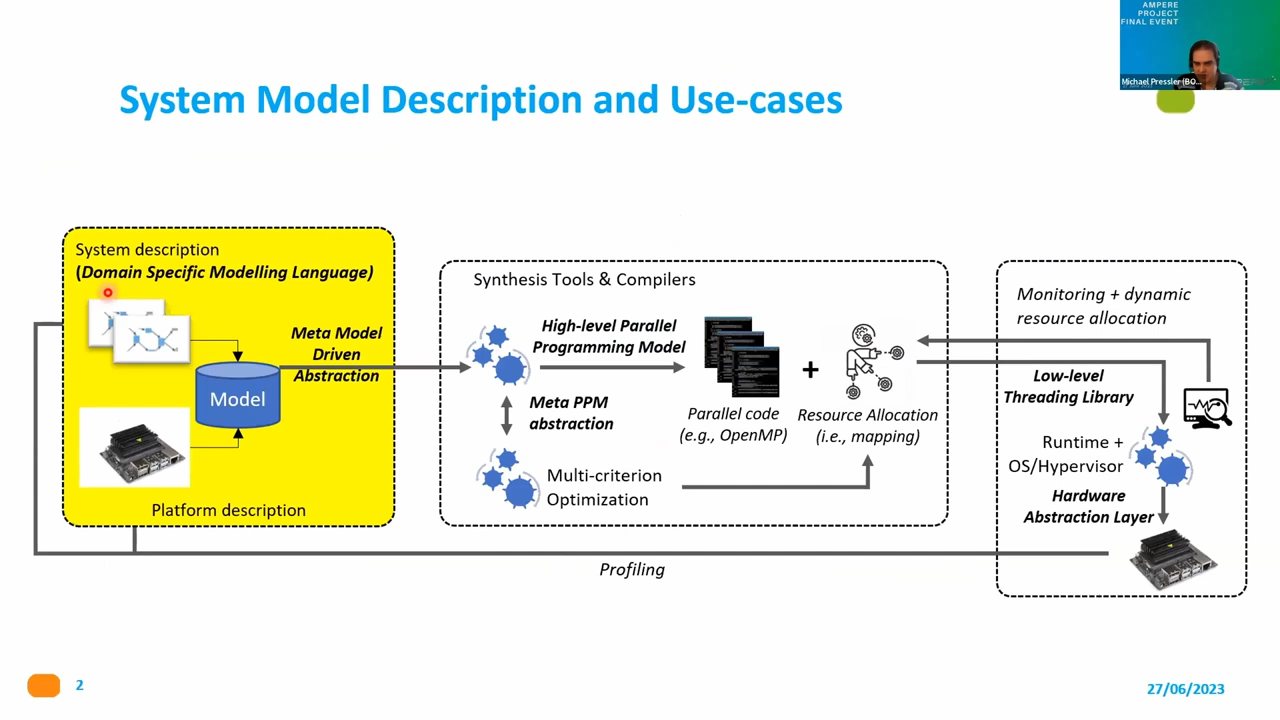 AMPERE
PROJECT
FINAL EVENT
Michael Pressler (BO...
System Model Description and Use-cases
System description
(Domain Specific Modelling Language)
Meta Model
Driven
Abstraction
Model
Platform description
Synthesis Tools & Compilers
High-level Parallel
Programming Model
Meta PPM
abstraction
Multi-criterion
Optimization
+
Parallel code
(e.g., OpenMP)
Resource Allocation
(i.e., mapping)
Monitoring + dynamic
resource allocation
Low-level
Threading Library
Runtime +
OS/Hypervisor
Hardware
Abstraction Layer
Profiling
2
27/06/2023